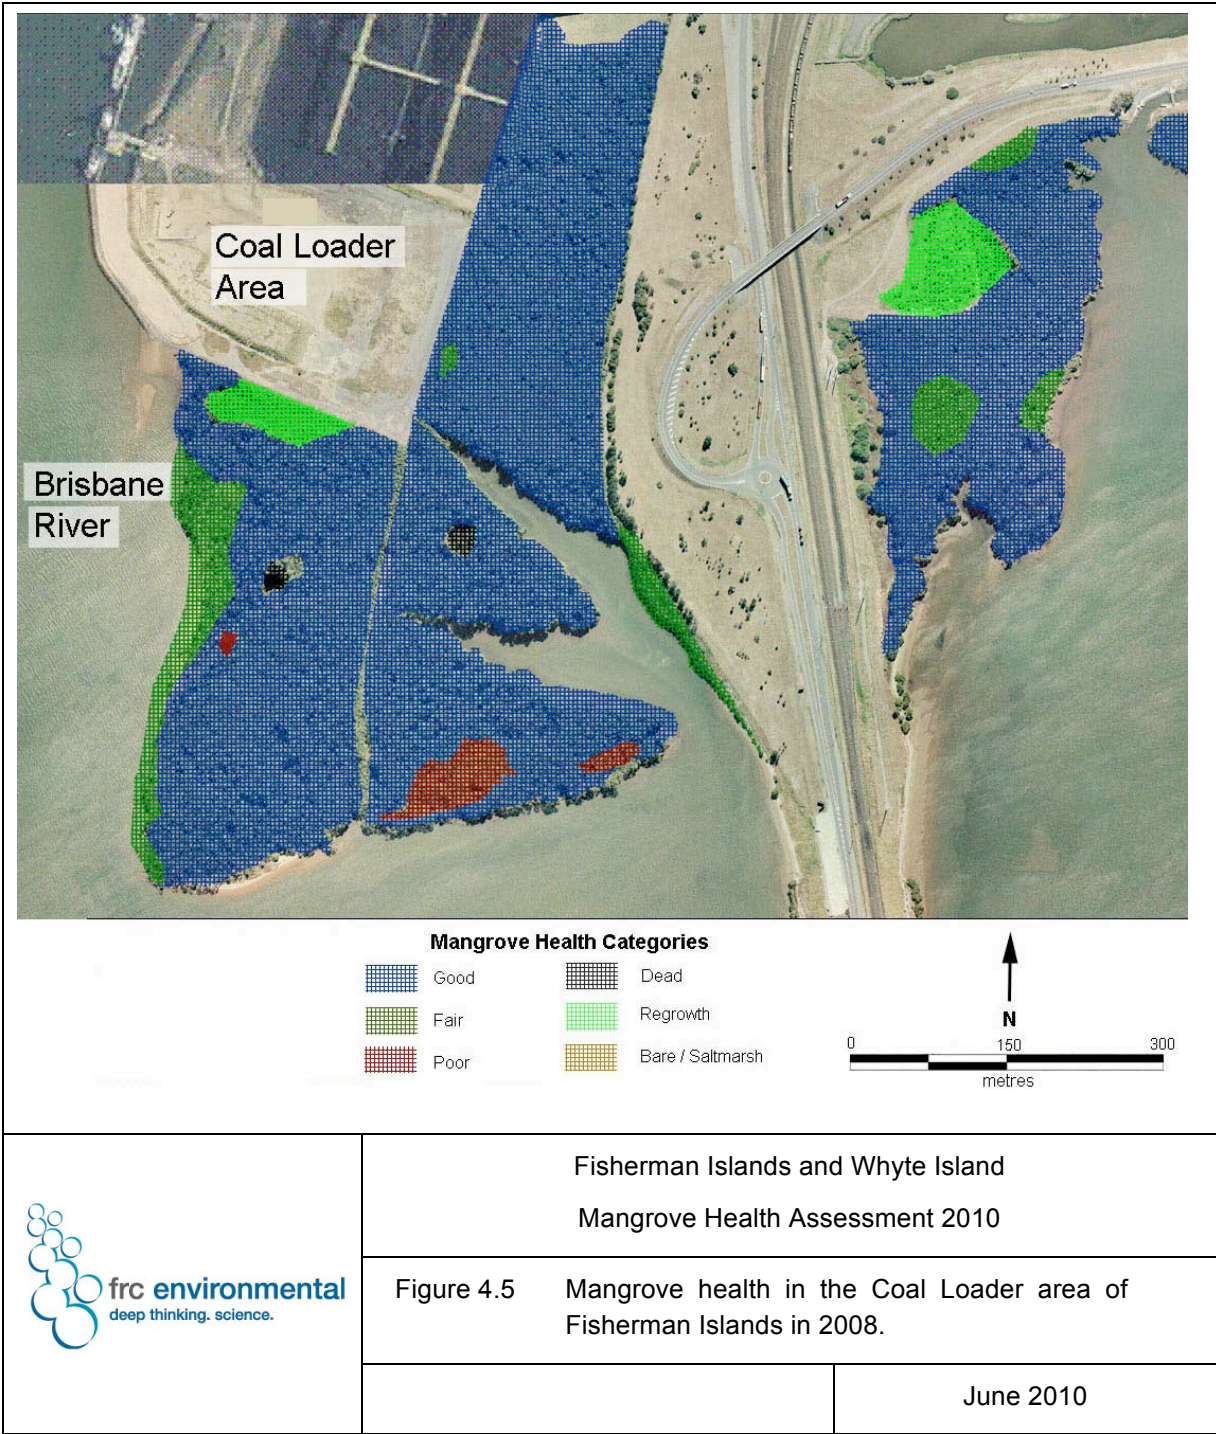 Coal Loader
Area
Brisbane
River
Mangrove Health Categories
Good
Dead
Fair
Regrowth
Poor
Bare / Saltmarsh
N
0 150 300
metres
frc environmental
deep thinking. science.
Fisherman Islands and Whyte Island
Mangrove Health Assessment 2010
Figure 4.5 Mangrove health in the Coal Loader area of
Fisherman Islands in 2008.
June 2010